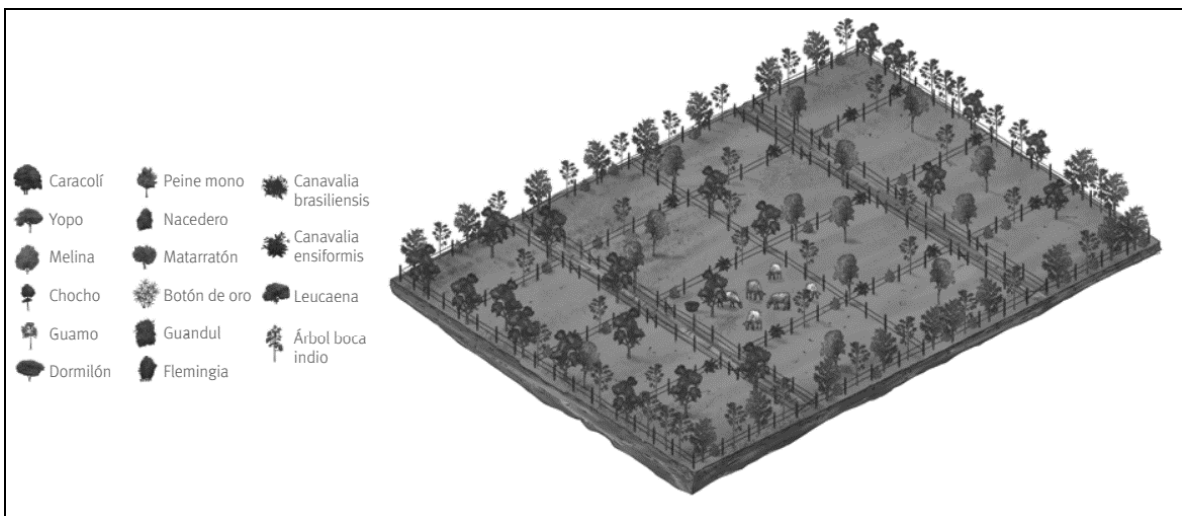 Caracolí
Yopo
Melina
Chocho
Guamo
Dormilón
Peine mono
Nacedero
Matarratón
Botón de oro
Guandul
Flemingia
Canavalia
brasiliensis
Canavalia
ensiformis
Leucaena
Árbol boca
indio